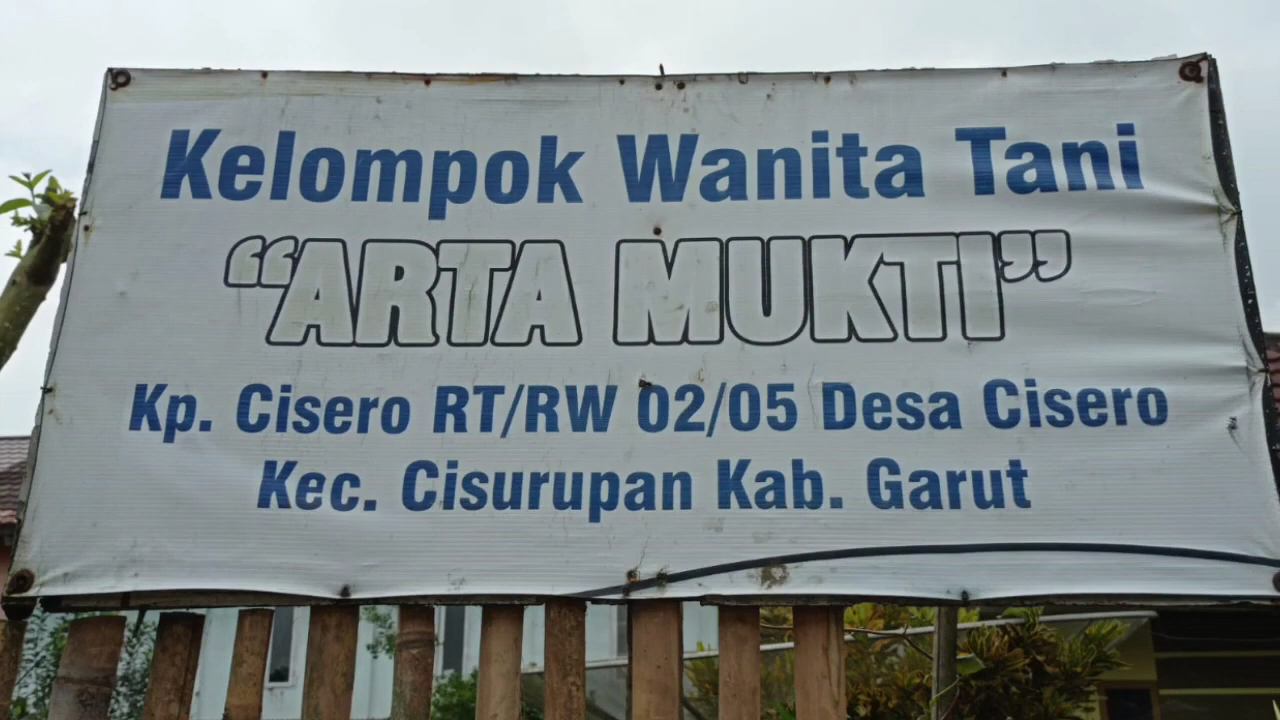 Kelompok Wanita Tani
“ARTA MUKTI”
Kp. Cisero RT/RW 02/05 Desa Cisero
Kec. Cisurupan Kab. Garut